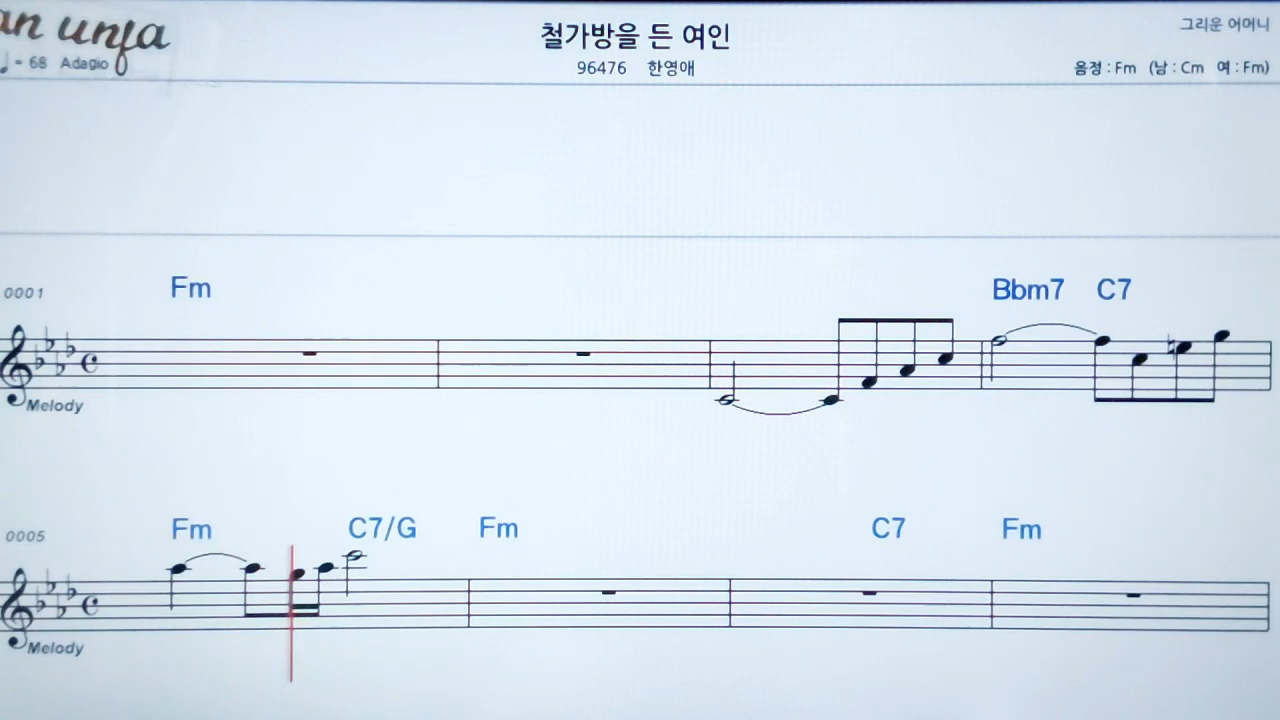 an unfa
철가방을 든 여인
그리운 어머니
♩= 68 Adagio
96476 한영애
음정 : Fm (남 : Cm 여 : Fm)
0001 Fm Bbm7 C7
Melody
0005 Fm C7/G Fm C7 Fm
Melody